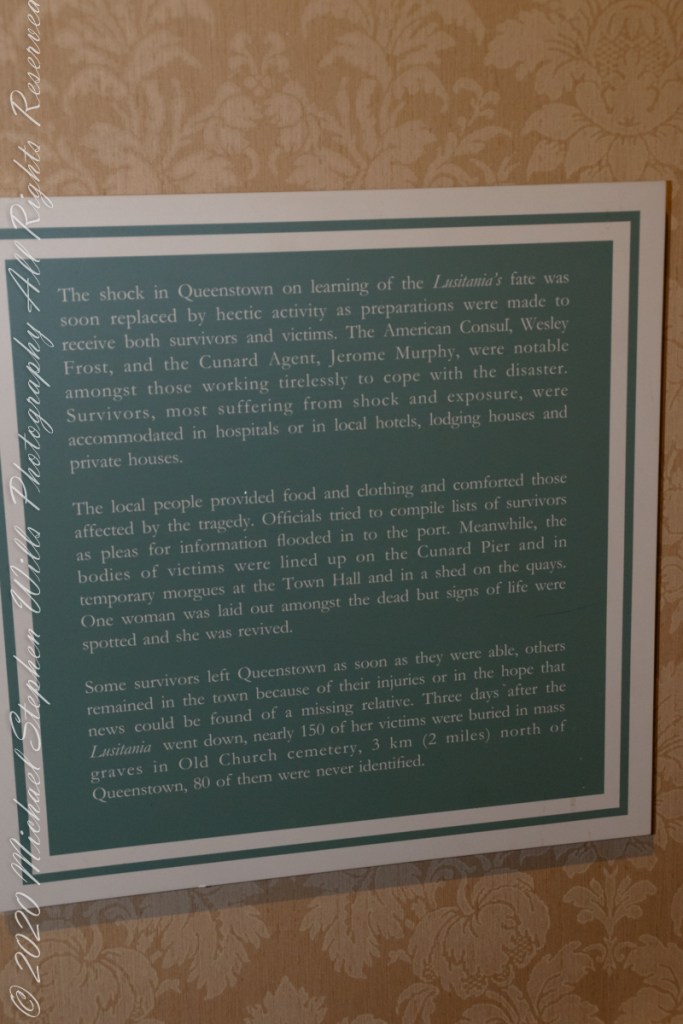 The shock in Queenstown on learning of the Lusitania's fate was
soon replaced by hectic activity as preparations were made to
receive both survivors and victims. The American Consul, Wesley
Frost, and the Cunard Agent, Jerome Murphy, were notable
amongst those working tirelessly to cope with the disaster.
Survivors, most suffering from shock and exposure, were
accommodated in hospitals or in local hotels, lodging houses and
private houses.
The local people provided food and clothing and comforted those
affected by the tragedy. Officials tried to compile lists of survivors
as pleas for information flooded in to the port. Meanwhile, the
bodies of victims were lined up on the Cunard Pier and in
temporary morgues at the Town Hall and in a shed on the quays.
One woman was laid out amongst the dead but signs of life were
spotted and she was revived.
Some survivors left Queenstown as soon as they were able, others
remained in the town because of their injuries or in the hope that
news could be found of a missing relative. Three days after the
Lusitania went down, nearly 150 of her victims were buried in mass
graves in Old Church cemetery, 3 km (2 miles) north of
Queenstown, 80 of them were never identified.
© 2020 Michael Stephen Wills Photography All Rights Reserved